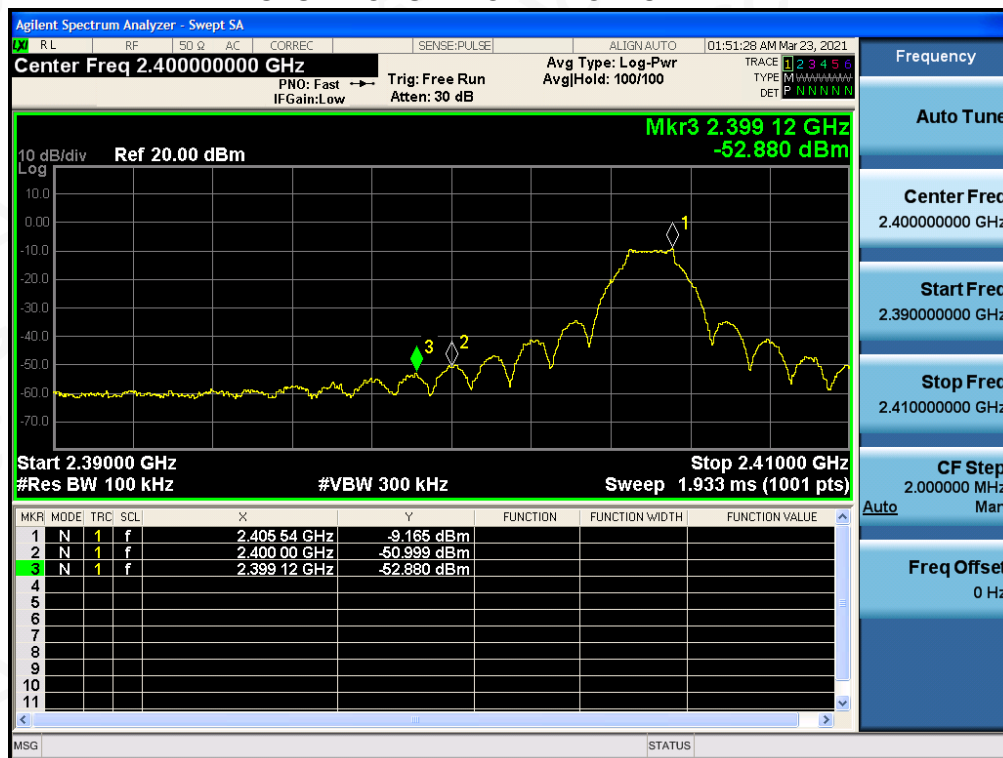 Agilent Spectrum Analyzer - Swept SA
LXI RL RF 50 Ω AC CORREC SENSE:PULSE ALIGN AUTO 01:51:28 AM Mar 23, 2021
Center Freq 2.400000000 GHz Avg Type: Log-Pwr TRACE 1 2 3 4 5 6
PNO: Fast Trig: Free Run Avg|Hold: 100/100 TYPE M
IFGain:Low Atten: 30 dB DET P N N N N N
Mkr3 2.399 12 GHz
-52.880 dBm
10 dB/div Ref 20.00 dBm
Log
10.0
0.00
-10.0
-20.0
-30.0
-40.0
-50.0
-60.0
-70.0
1
2
3
Start 2.39000 GHz Stop 2.41000 GHz
#Res BW 100 kHz #VBW 300 kHz Sweep 1.933 ms (1001 pts)
MKR MODE TRC SCL X Y FUNCTION FUNCTION WIDTH FUNCTION VALUE
1 N 1 f 2.405 54 GHz -9.165 dBm
2 N 1 f 2.400 00 GHz -50.999 dBm
3 N 1 f 2.399 12 GHz -52.880 dBm
4
5
6
7
8
9
10
11
MSG STATUS
Frequency
Auto Tune
Center Freq
2.400000000 GHz
Start Freq
2.390000000 GHz
Stop Freq
2.410000000 GHz
CF Step
2.000000 MHz
Auto Man
Freq Offset
0 Hz